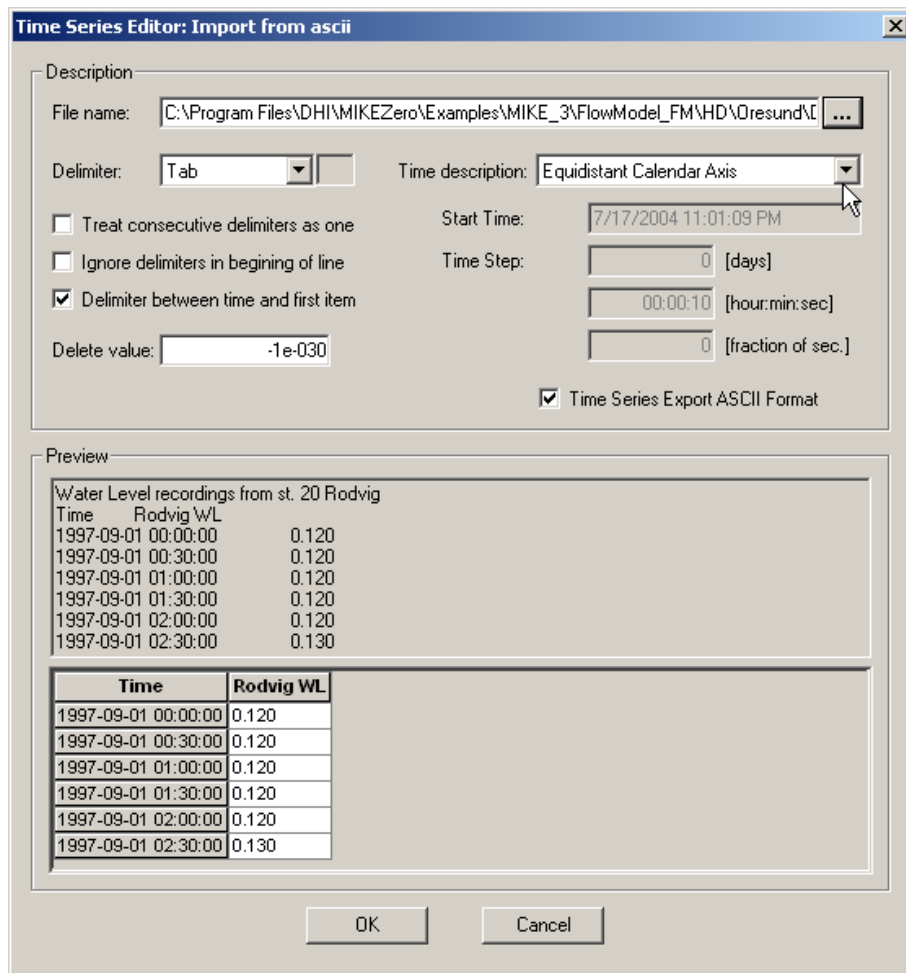 Time Series Editor: Import from ascii
Description
File name: C:\Program Files\DHI\MIKEZero\Examples\MIKE_3\FlowModel_FM\HD\Oresund\D ...
Delimiter: Tab Time description: Equidistant Calendar Axis
Treat consecutive delimiters as one Start Time: 7/17/2004 11:01:09 PM
Ignore delimiters in begining of line Time Step: 0 [days]
Delimiter between time and first item 00:00:10 [hour:min:sec]
Delete value: -1e-030 0 [fraction of sec.]
Time Series Export ASCII Format
Preview
Water Level recordings from st. 20 Rodvig
Time Rodvig WL
1997-09-01 00:00:00 0.120
1997-09-01 00:30:00 0.120
1997-09-01 01:00:00 0.120
1997-09-01 01:30:00 0.120
1997-09-01 02:00:00 0.120
1997-09-01 02:30:00 0.130
Time Rodvig WL
1997-09-01 00:00:00 0.120
1997-09-01 00:30:00 0.120
1997-09-01 01:00:00 0.120
1997-09-01 01:30:00 0.120
1997-09-01 02:00:00 0.120
1997-09-01 02:30:00 0.130
OK Cancel